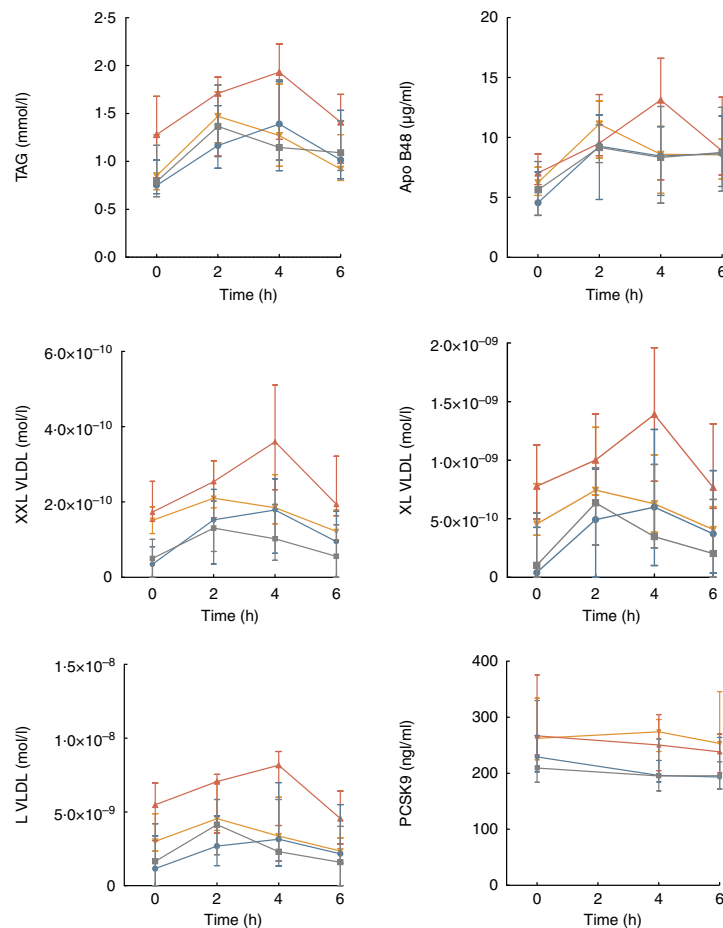 2·5
2·0
1·5
1·0
0·5
0·0
TAG (mmol/l)
0 2 4 6
Time (h)
20
15
10
5
0
Apo B48 (µg/ml)
0 2 4 6
Time (h)
6·0×10⁻¹⁰
4·0×10⁻¹⁰
2·0×10⁻¹⁰
0
XXL VLDL (mol/l)
0 2 4 6
Time (h)
2·0×10⁻⁰⁹
1·5×10⁻⁰⁹
1·0×10⁻⁰⁹
5·0×10⁻¹⁰
0
XL VLDL (mol/l)
0 2 4 6
Time (h)
1·5×10⁻⁸
1·0×10⁻⁸
5·0×10⁻⁹
0
L VLDL (mol/l)
0 2 4 6
Time (h)
400
300
200
100
0
PCSK9 (ngl/ml)
0 2 4 6
Time (h)